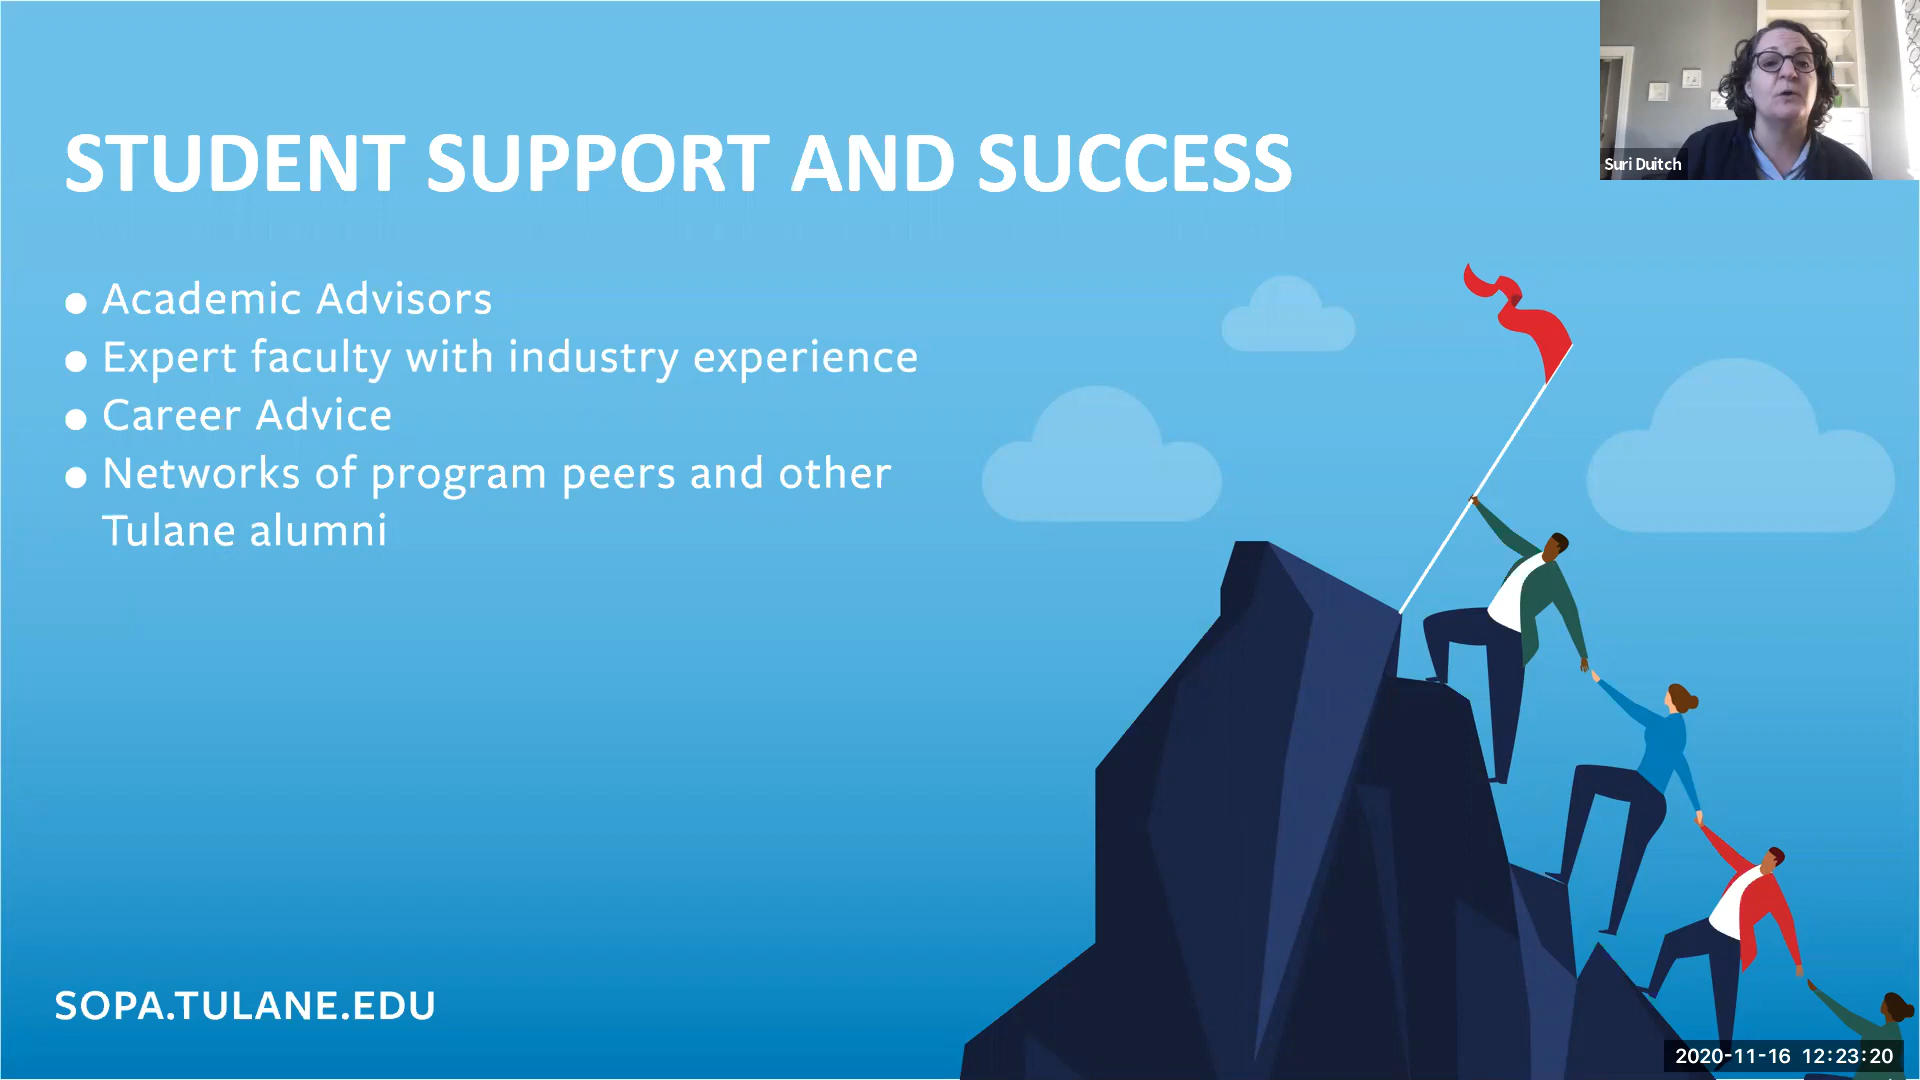 Suri Duitch
STUDENT SUPPORT AND SUCCESS
● Academic Advisors
● Expert faculty with industry experience
● Career Advice
● Networks of program peers and other
Tulane alumni
SOPA.TULANE.EDU
2020-11-16 12:23:20